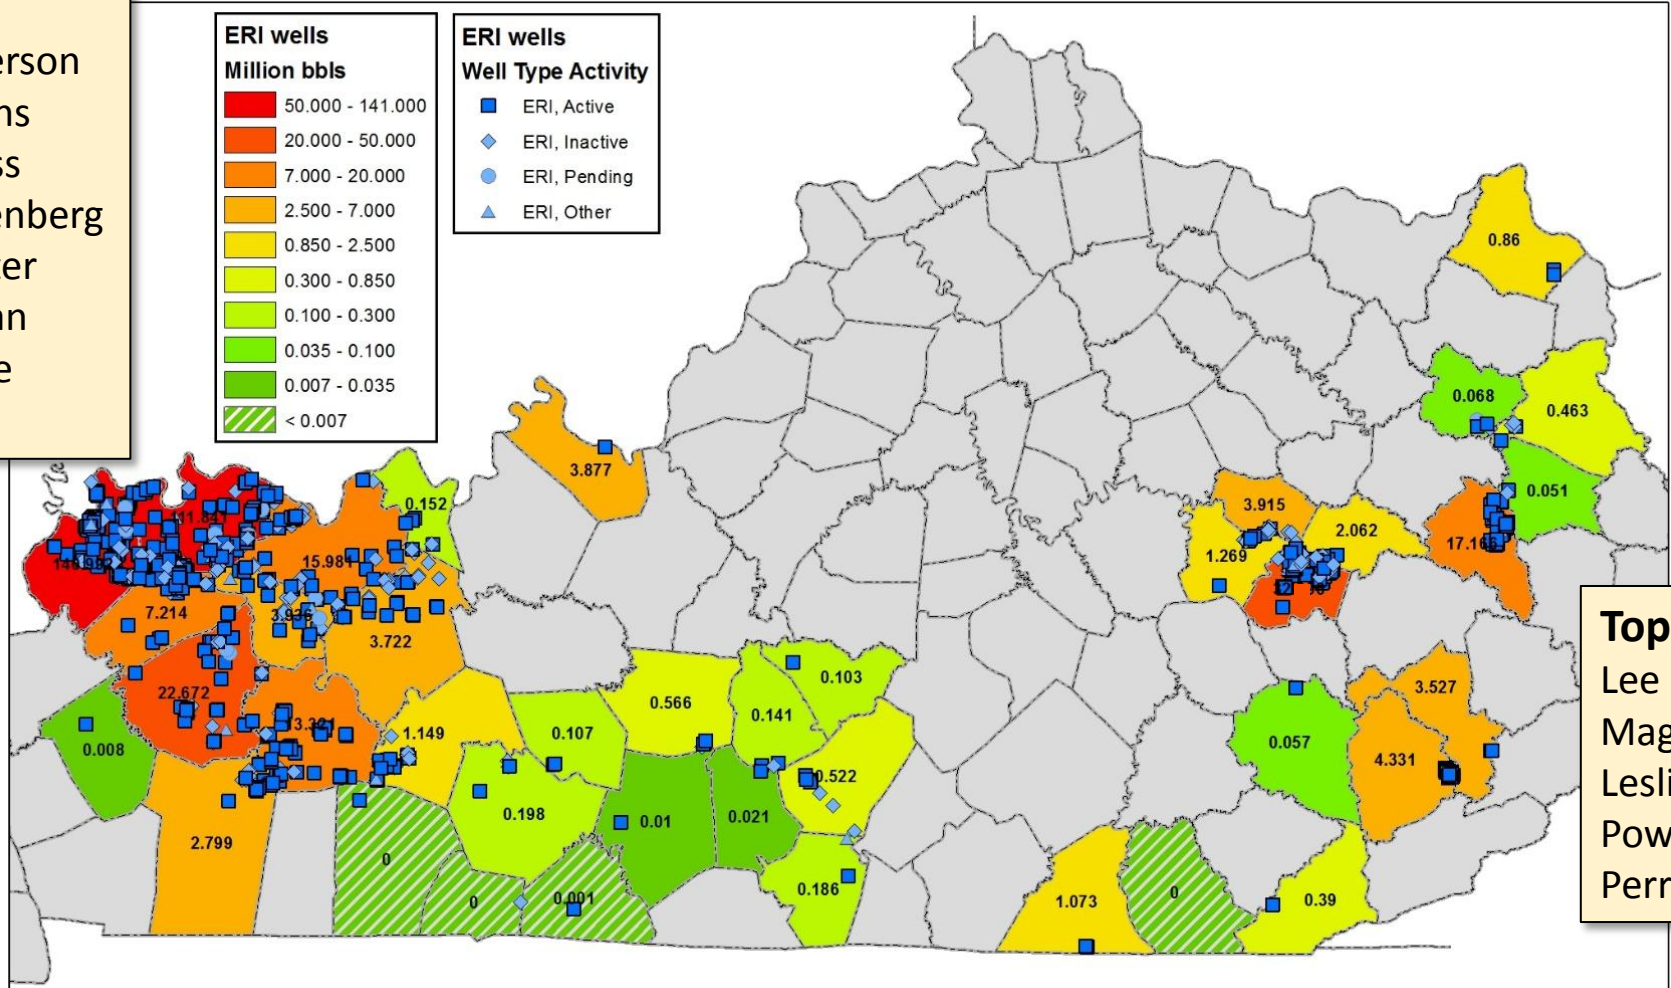 erson
ns
ss
enberg
ter
an
e
ERI wells
Million bbls
50.000 - 141.000
20.000 - 50.000
7.000 - 20.000
2.500 - 7.000
0.850 - 2.500
0.300 - 0.850
0.100 - 0.300
0.035 - 0.100
0.007 - 0.035
< 0.007
ERI wells
Well Type Activity
ERI, Active
ERI, Inactive
ERI, Pending
ERI, Other
0.86
0.068
0.463
3.877
0.051
0.152
3.915
2.062
1.269
15.981
7.214
3.936
3.722
22.672
0.008
1.149
0.107
0.566
0.141
0.103
0.522
0.198
0.01
0.021
2.799
0
0
0.001
0.186
1.073
0
0.39
0.057
4.331
3.527
Top
Lee
Mag
Lesli
Pow
Perr